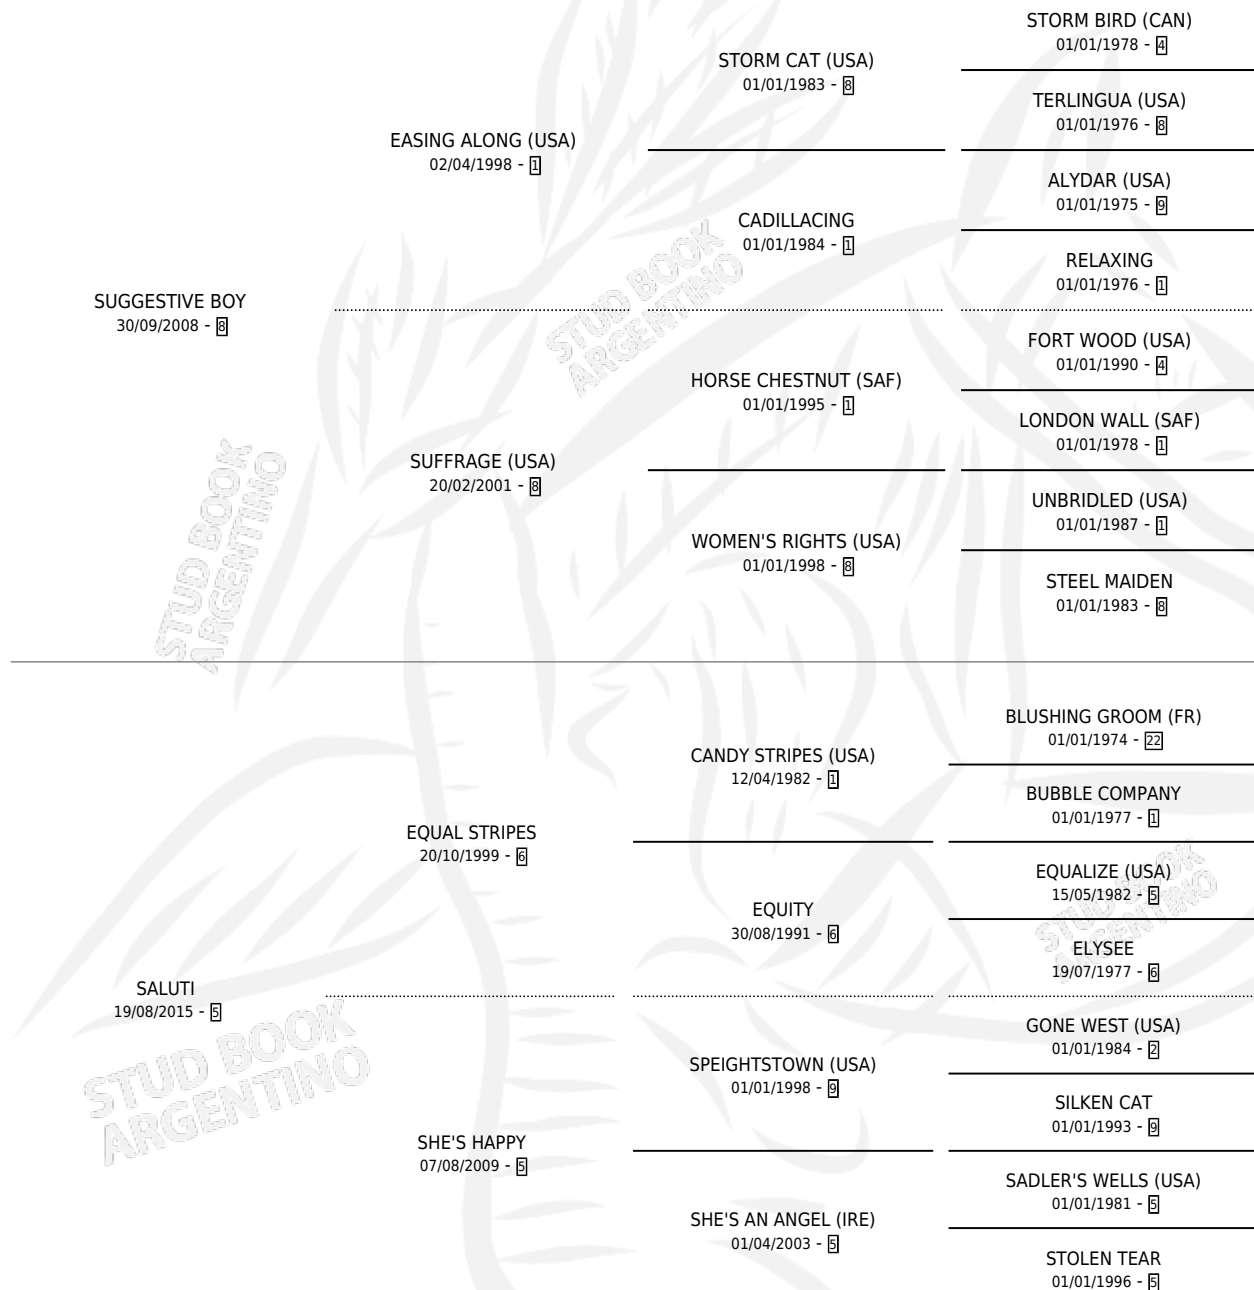 STORM BIRD (CAN)
01/01/1978 - 4
STORM CAT (USA)
01/01/1983 - 8
TERLINGUA (USA)
01/01/1976 - 8
EASING ALONG (USA)
02/04/1998 - 1
ALYDAR (USA)
01/01/1975 - 9
CADILLACING
01/01/1984 - 1
RELAXING
01/01/1976 - 1
SUGGESTIVE BOY
30/09/2008 - 8
STUD BOOK
ARGENTINO
FORT WOOD (USA)
01/01/1990 - 4
HORSE CHESTNUT (SAF)
01/01/1995 - 1
LONDON WALL (SAF)
01/01/1978 - 1
SUFFRAGE (USA)
20/02/2001 - 8
UNBRIDLED (USA)
01/01/1987 - 1
WOMEN'S RIGHTS (USA)
01/01/1998 - 8
STEEL MAIDEN
01/01/1983 - 8
STUD BOOK
ARGENTINO
BLUSHING GROOM (FR)
01/01/1974 - 22
CANDY STRIPES (USA)
12/04/1982 - 1
BUBBLE COMPANY
01/01/1977 - 1
EQUAL STRIPES
20/10/1999 - 6
EQUALIZE (USA)
15/05/1982 - 5
EQUITY
30/08/1991 - 6
ELYSEE
19/07/1977 - 6
STUD BOOK
ARGENTINO
SALUTI
19/08/2015 - 5
GONE WEST (USA)
01/01/1984 - 2
SPEIGHTSTOWN (USA)
01/01/1998 - 9
SILKEN CAT
01/01/1993 - 9
STUD BOOK
ARGENTINO
SHE'S HAPPY
07/08/2009 - 5
SADLER'S WELLS (USA)
01/01/1981 - 5
SHE'S AN ANGEL (IRE)
01/04/2003 - 5
STOLEN TEAR
01/01/1996 - 5